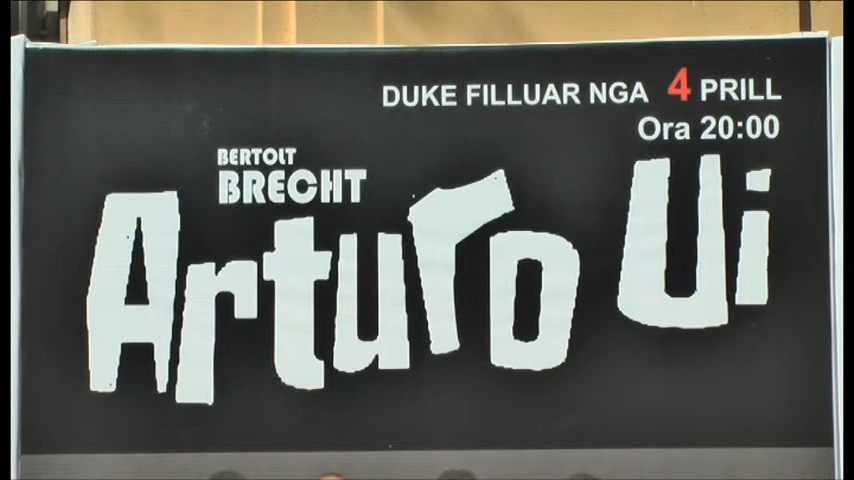 DUKE FILLUAR NGA 4 PRILL
Ora 20:00
BERTOLT
BRECHT
Arturo Ui